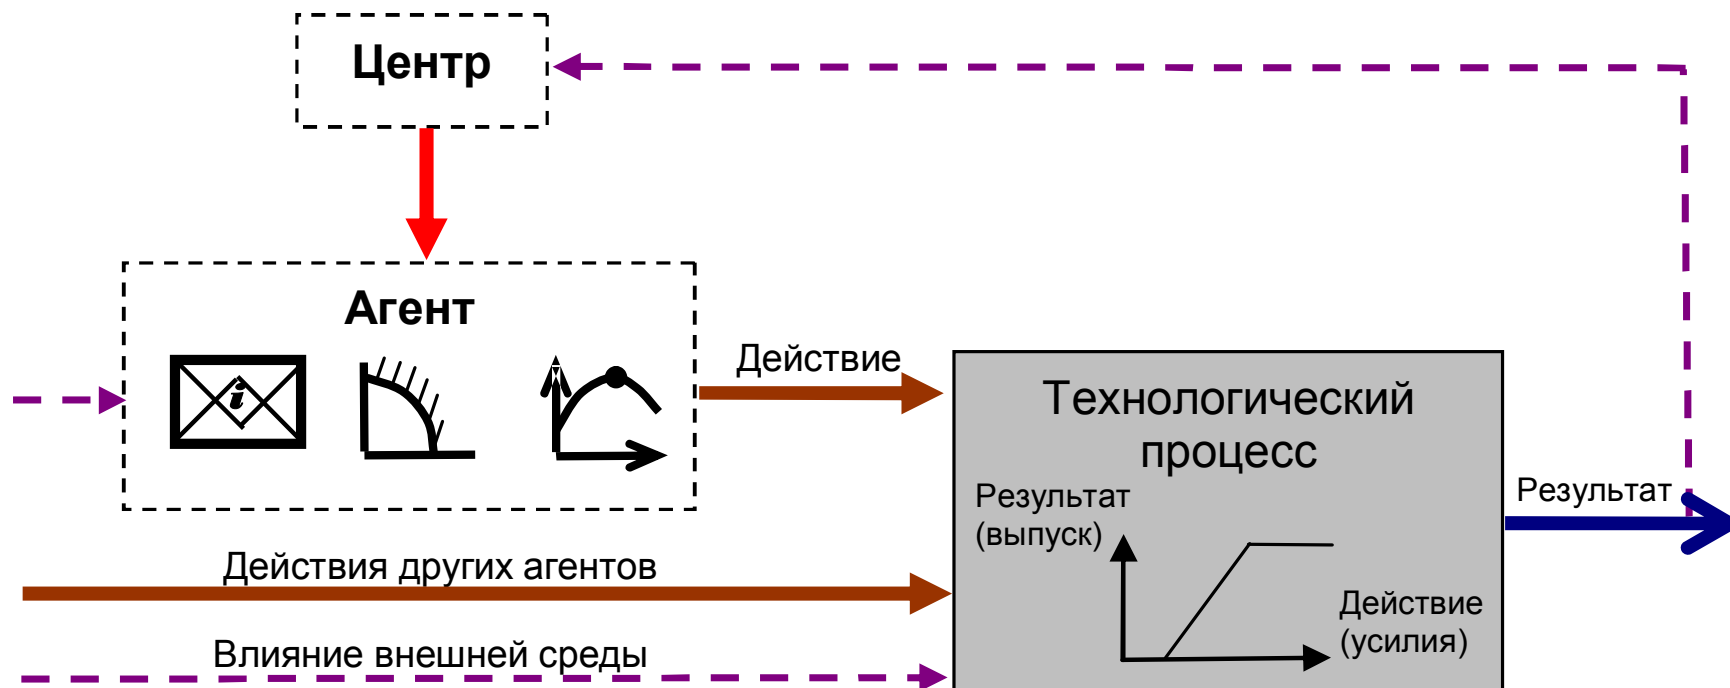 Центр
Агент
i
Действие
Технологический
процесс
Результат
(выпуск)
Действие
(усилия)
Результат
Действия других агентов
Влияние внешней среды